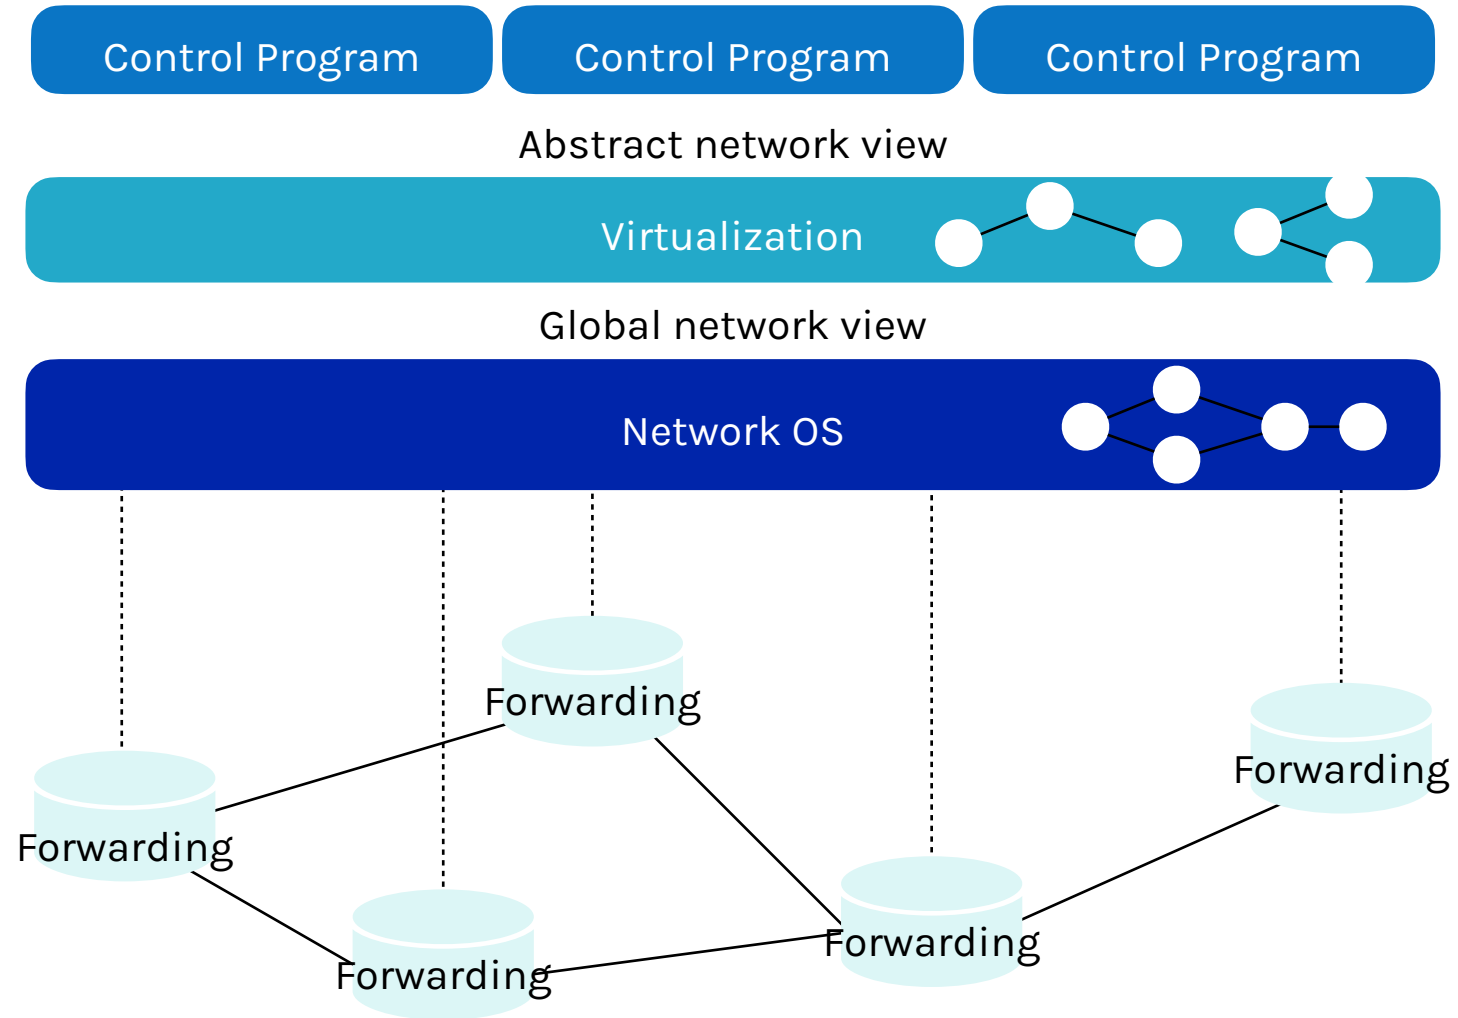 Control Program
Control Program
Control Program
Abstract network view
Virtualization
Global network view
Network OS
Forwarding
Forwarding
Forwarding
Forwarding
Forwarding